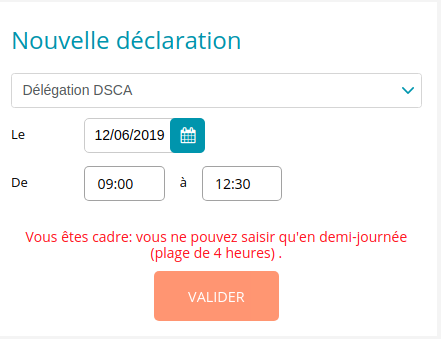 Nouvelle déclaration
Délégation DSCA
Le 12/06/2019
De 09:00 à 12:30
Vous êtes cadre: vous ne pouvez saisir qu'en demi-journée
(plage de 4 heures) .
VALIDER